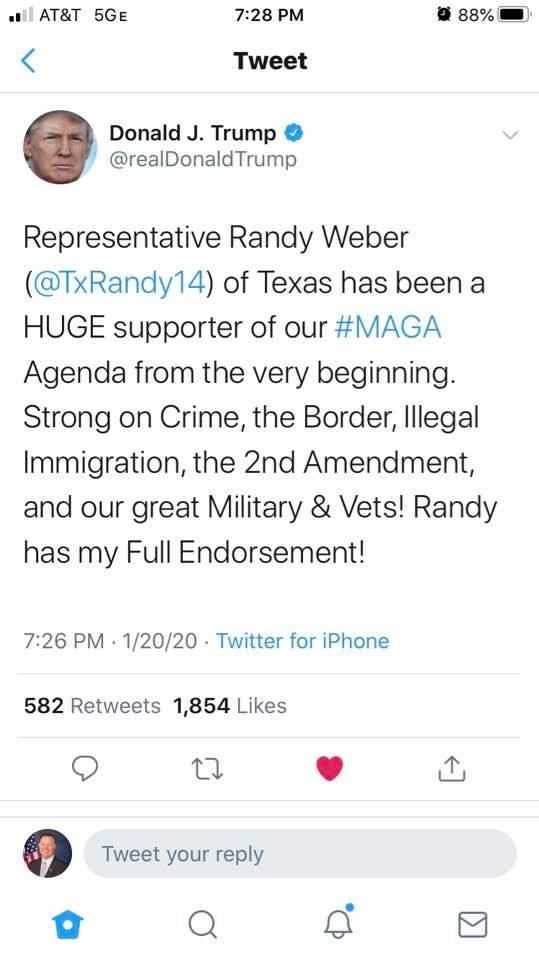 AT&T 5GE 7:28 PM 88%
Tweet
Donald J. Trump
@realDonaldTrump
Representative Randy Weber
(@TxRandy14) of Texas has been a
HUGE supporter of our #MAGA
Agenda from the very beginning.
Strong on Crime, the Border, Illegal
Immigration, the 2nd Amendment,
and our great Military & Vets! Randy
has my Full Endorsement!
7:26 PM · 1/20/20 · Twitter for iPhone
582 Retweets 1,854 Likes
Tweet your reply